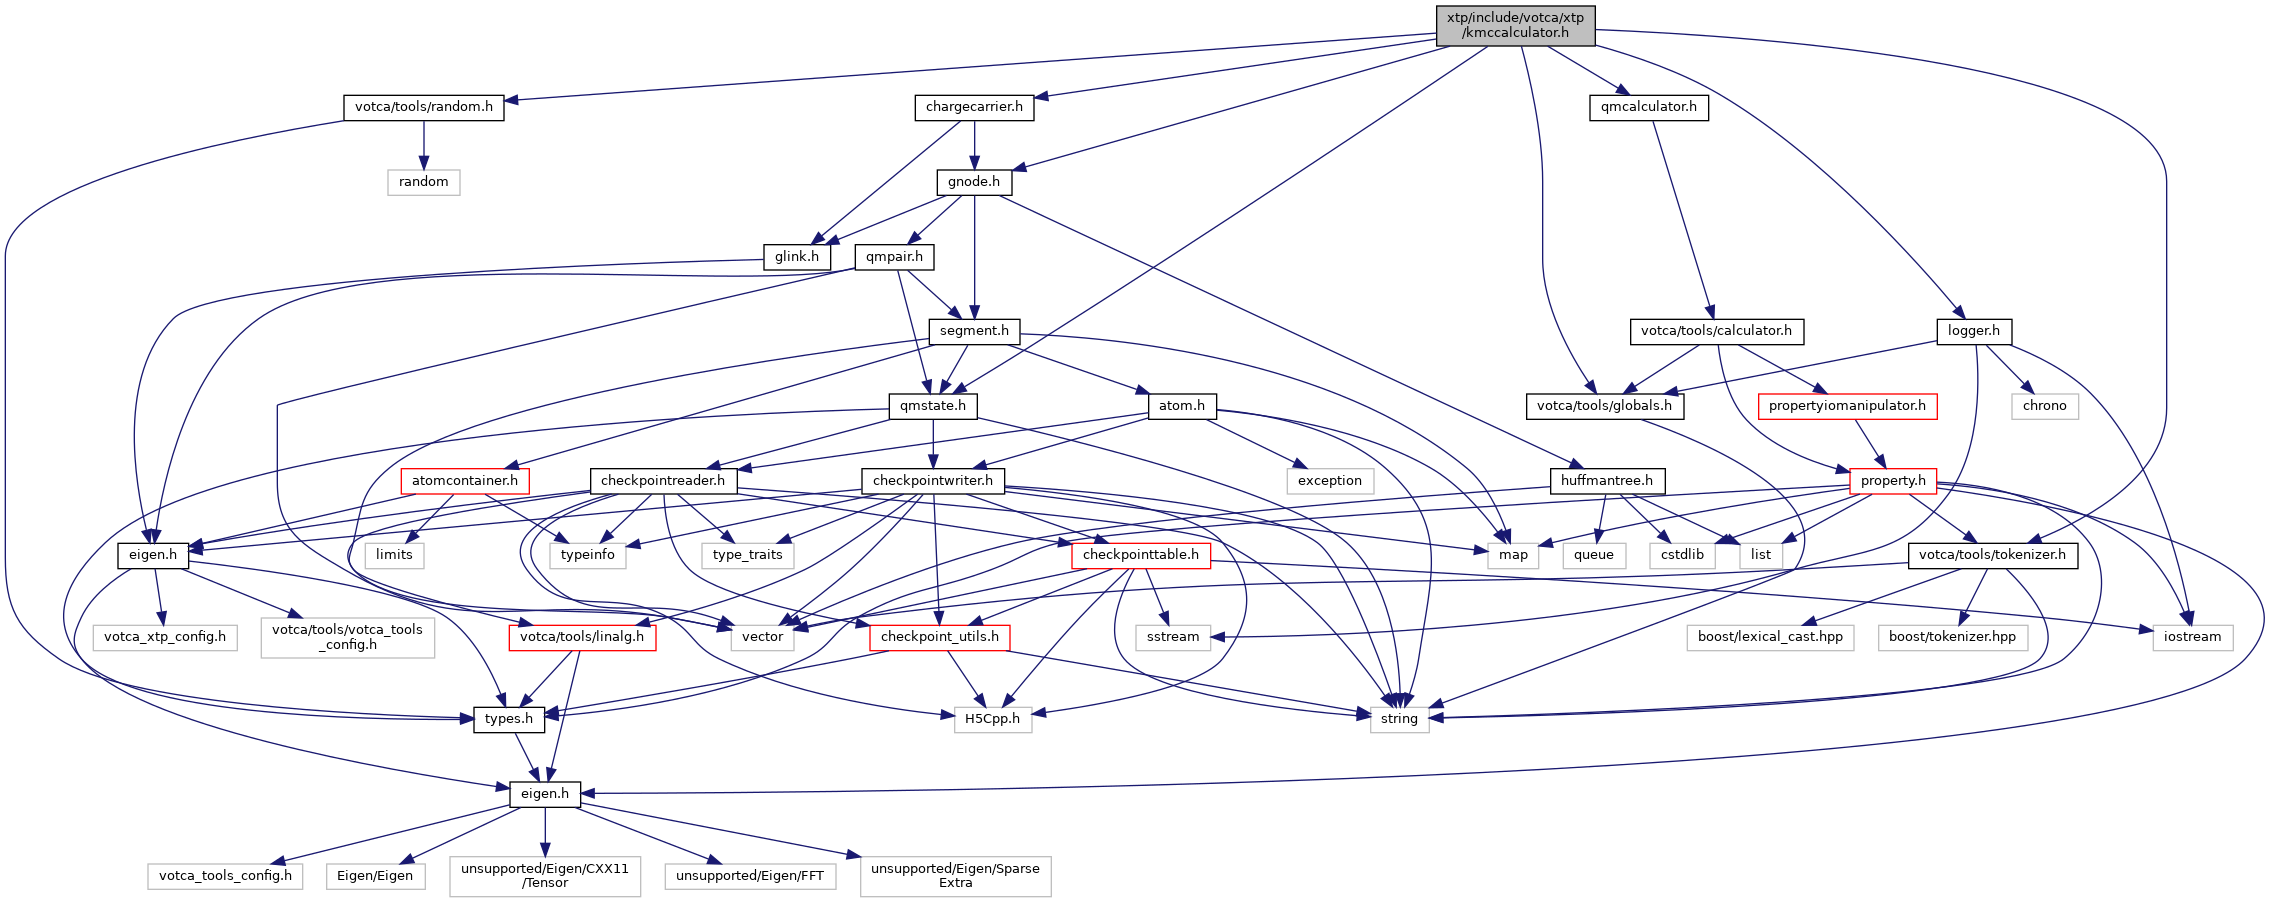 xtp/include/votca/xtp
/kmccalculator.h
votca/tools/random.h
chargecarrier.h
qmcalculator.h
random
gnode.h
glink.h
qmpair.h
segment.h
votca/tools/calculator.h
logger.h
qmstate.h
atom.h
votca/tools/globals.h
propertyiomanipulator.h
chrono
atomcontainer.h
checkpointreader.h
checkpointwriter.h
exception
huffmantree.h
property.h
eigen.h
limits
typeinfo
type_traits
checkpointtable.h
map
queue
cstdlib
list
votca/tools/tokenizer.h
votca_xtp_config.h
votca/tools/votca_tools
_config.h
votca/tools/linalg.h
vector
checkpoint_utils.h
sstream
boost/lexical_cast.hpp
boost/tokenizer.hpp
iostream
types.h
H5Cpp.h
string
eigen.h
votca_tools_config.h
Eigen/Eigen
unsupported/Eigen/CXX11
/Tensor
unsupported/Eigen/FFT
unsupported/Eigen/Sparse
Extra